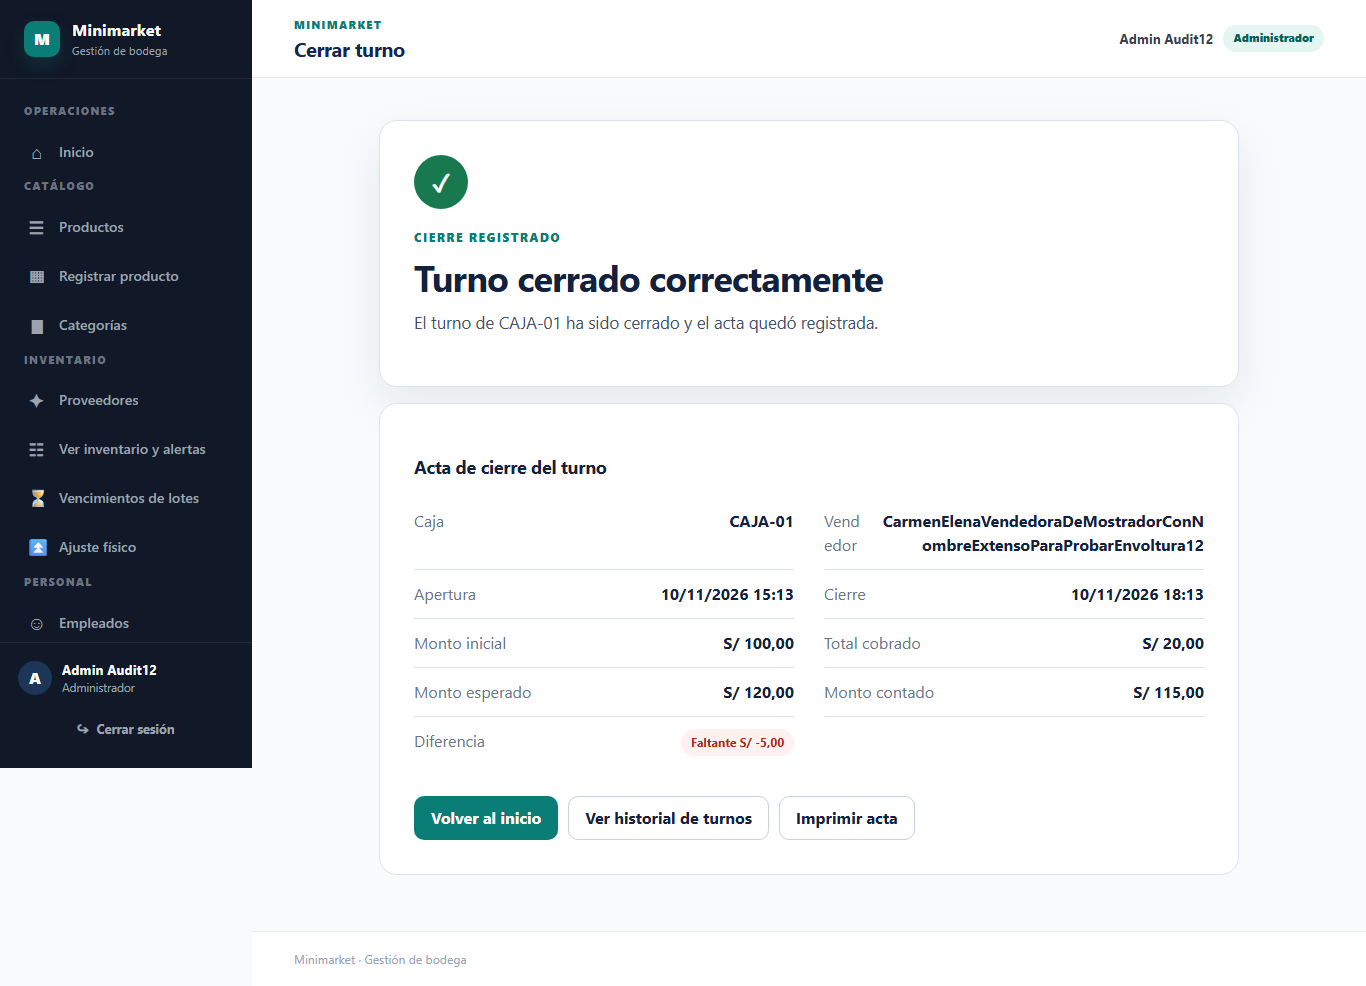 M
Minimarket
Gestión de bodega
OPERACIONES
Inicio
CATÁLOGO
Productos
Registrar producto
Categorías
INVENTARIO
Proveedores
Ver inventario y alertas
Vencimientos de lotes
Ajuste físico
PERSONAL
Empleados
A
Admin Audit12
Administrador
Cerrar sesión
MINIMARKET
Cerrar turno
Admin Audit12
Administrador
CIERRE REGISTRADO
Turno cerrado correctamente
El turno de CAJA-01 ha sido cerrado y el acta quedó registrada.
Acta de cierre del turno
Caja CAJA-01
Vend CarmenElenaVendedoraDeMostradorConN
edor ombreExtensoParaProbarEnvoltura12
Apertura 10/11/2026 15:13
Cierre 10/11/2026 18:13
Monto inicial S/ 100,00
Total cobrado S/ 20,00
Monto esperado S/ 120,00
Monto contado S/ 115,00
Diferencia Faltante S/ -5,00
Volver al inicio
Ver historial de turnos
Imprimir acta
Minimarket · Gestión de bodega